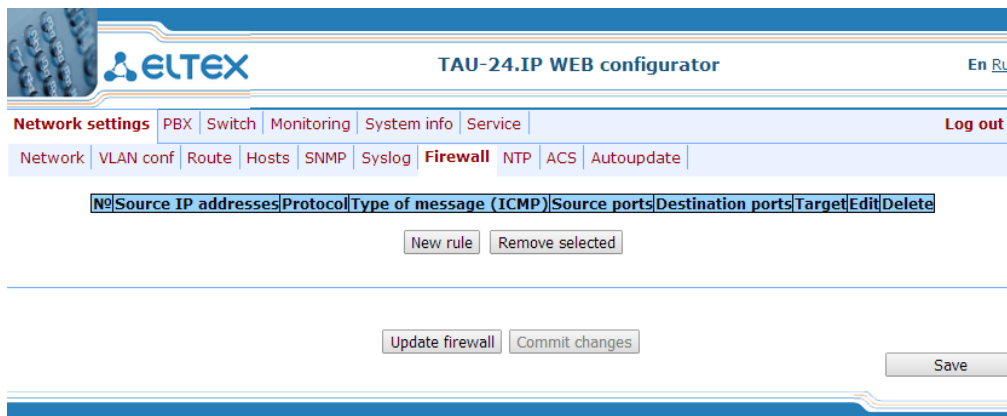 ELTEX
TAU-24.IP WEB configurator
En Ru
Network settings PBX Switch Monitoring System info Service Log out
Network VLAN conf Route Hosts SNMP Syslog Firewall NTP ACS Autoupdate
№ Source IP addresses Protocol Type of message (ICMP) Source ports Destination ports Target Edit Delete
New rule Remove selected
Update firewall Commit changes
Save